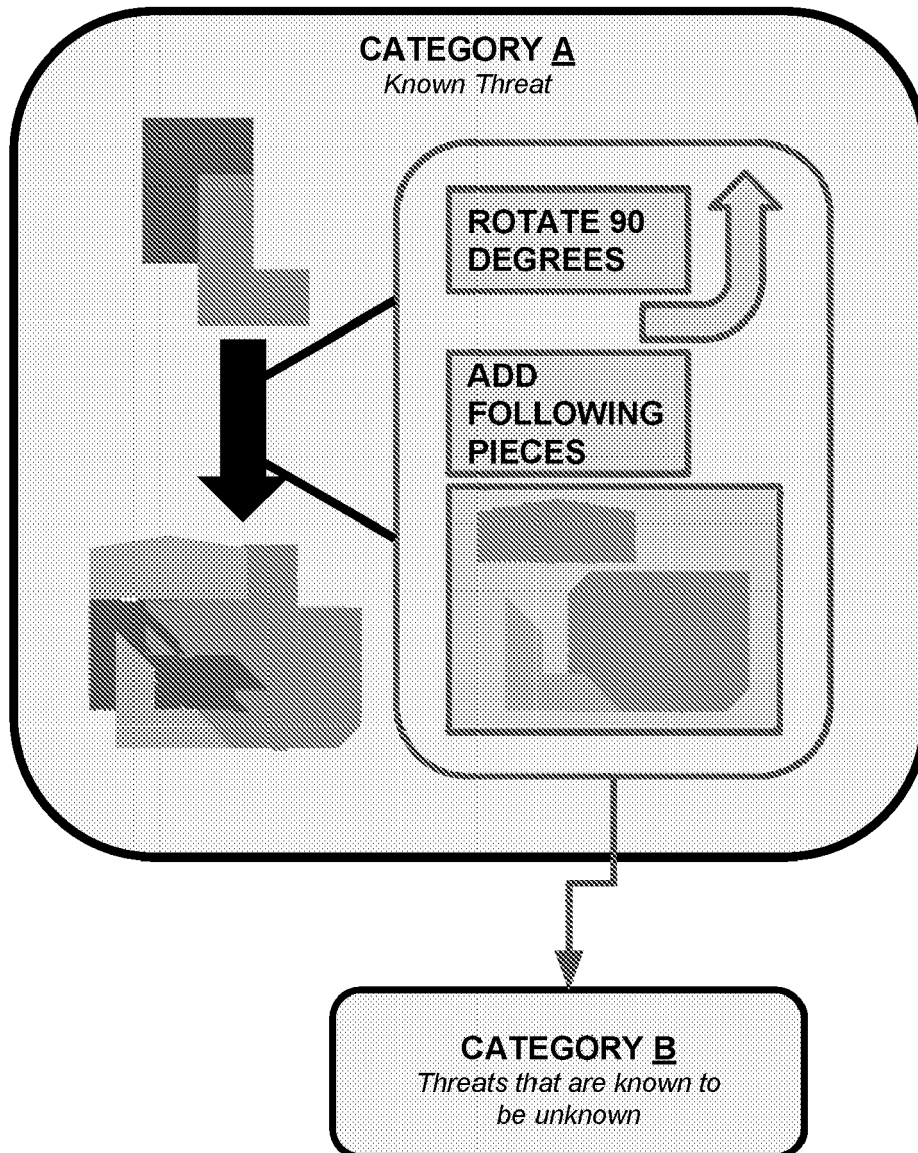 CATEGORY A
Known Threat
ROTATE 90
DEGREES
ADD
FOLLOWING
PIECES
CATEGORY B
Threats that are known to
be unknown